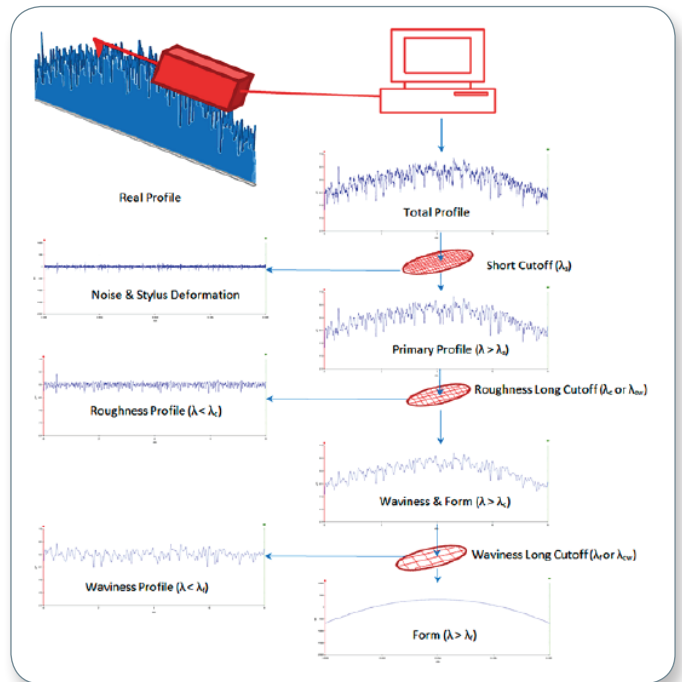 Real Profile
Total Profile
Short Cutoff (λs)
Noise & Stylus Deformation
Primary Profile (λ > λs)
Roughness Long Cutoff (λc or λcw)
Roughness Profile (λ< λc)
Waviness & Form (λ > λc)
Waviness Long Cutoff (λf or λcw)
Waviness Profile (λ< λf)
Form (λ > λf)